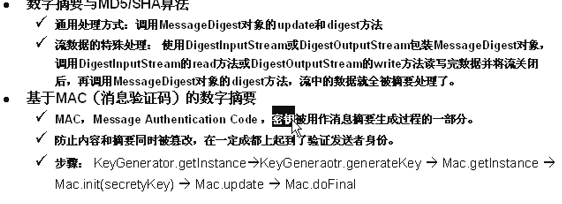 数字摘要与MD5/SHA算法
通用处理方式：调用MessageDigest对象的update和digest方法
流数据的特殊处理： 使用DigestInputStream或DigestOutputStream包装MessageDigest对象，
调用DigestInputStream的read方法或DigestOutputStream的write方法读写完数据并将流关闭
后，再调用MessageDigest对象的digest方法，流中的数据就全被摘要处理了。
基于MAC（消息验证码）的数字摘要
MAC，Message Authentication Code ，密钥被用作消息摘要生成过程的一部分。
防止内容和摘要同时被篡改，在一定成都上起到了验证发送者身份。
步骤： KeyGenerator.getInstance→KeyGeneraotr.generateKey → Mac.getInstance →
Mac.init(secretyKey) → Mac.update → Mac.doFinal